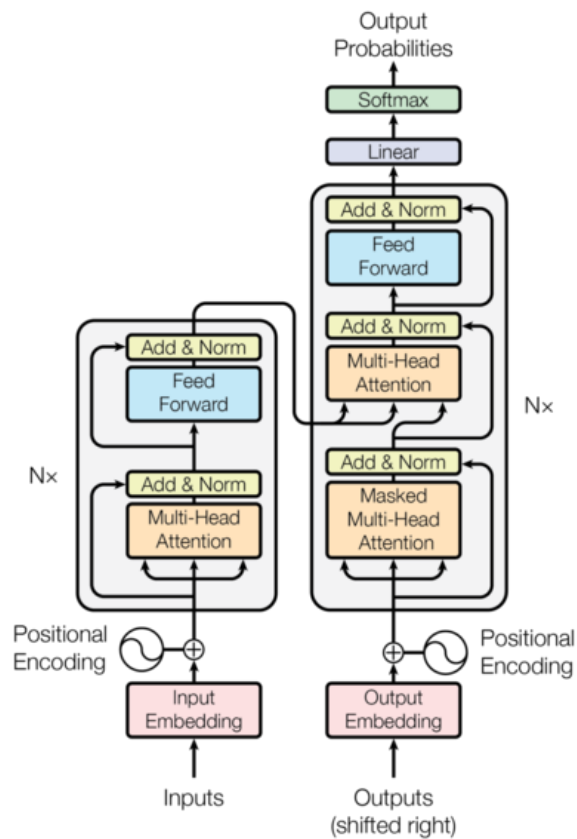 Output
Probabilities
Softmax
Linear
Add & Norm
Feed
Forward
Add & Norm
Multi-Head
Attention
Add & Norm
Masked
Multi-Head
Attention
Nx
Add & Norm
Feed
Forward
Add & Norm
Multi-Head
Attention
Nx
Positional
Encoding
Positional
Encoding
Input
Embedding
Output
Embedding
Inputs
Outputs
(shifted right)